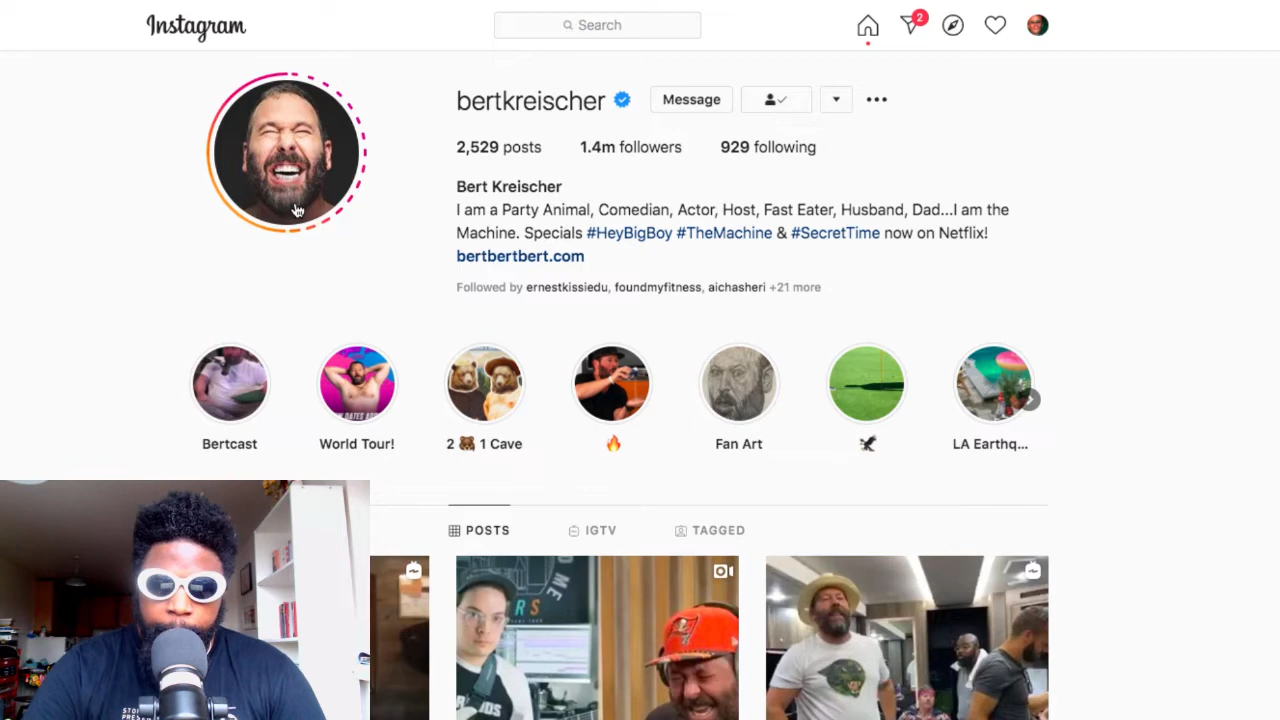 Instagram
Search
2
bertkreischer
Message
2,529 posts 1.4m followers 929 following
Bert Kreischer
I am a Party Animal, Comedian, Actor, Host, Fast Eater, Husband, Dad...I am the
Machine. Specials #HeyBigBoy #TheMachine & #SecretTime now on Netflix!
bertbertbert.com
Followed by ernestkissiedu, foundmyfitness, aichasheri +21 more
Bertcast
World Tour!
2 🐻 1 Cave
🔥
Fan Art
LA Earthq...
POSTS
IGTV
TAGGED